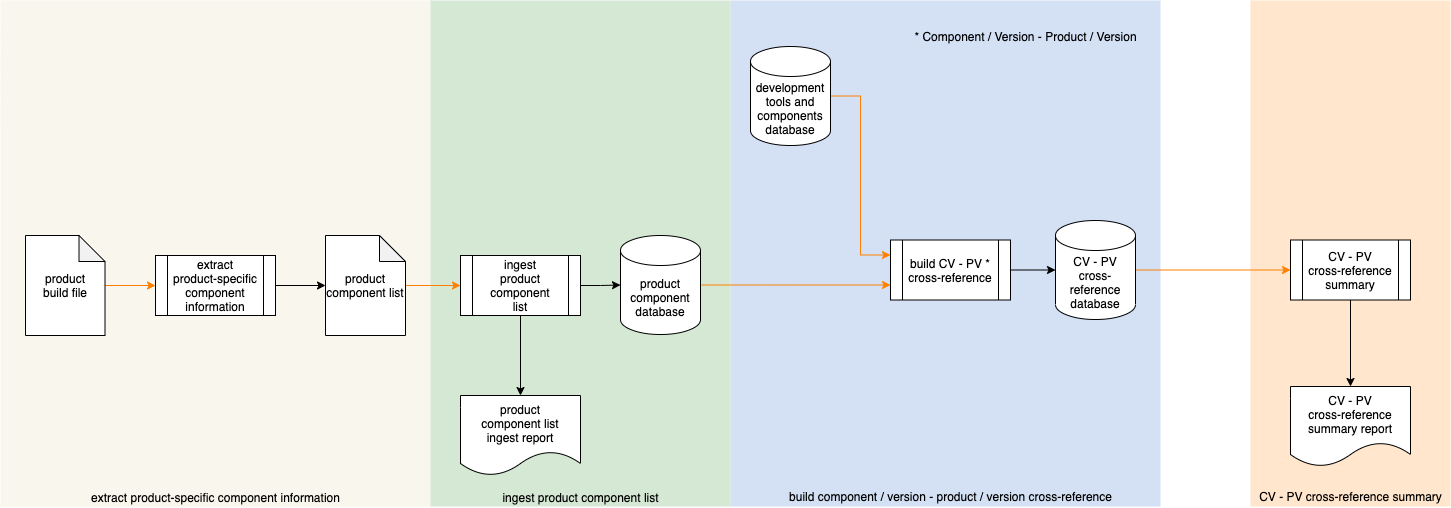 * Component / Version - Product / Version
development
tools and
components
database
product
build file
extract
product-specific
component
information
product
component list
ingest
product
component
list
product
component
database
build CV - PV *
cross-reference
CV - PV
cross-
reference
database
CV - PV
cross-reference
summary
product
component list
ingest report
CV - PV
cross-reference
summary report
extract product-specific component information
ingest product component list
build component / version - product / version cross-reference
CV - PV cross-reference summary